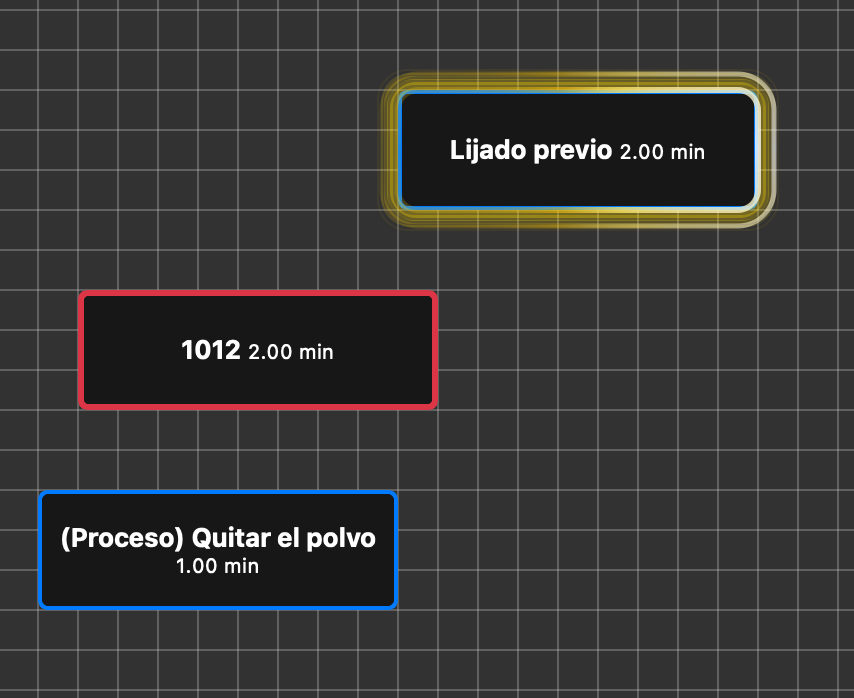 Lijado previo 2.00 min
1012 2.00 min
(Proceso) Quitar el polvo
1.00 min